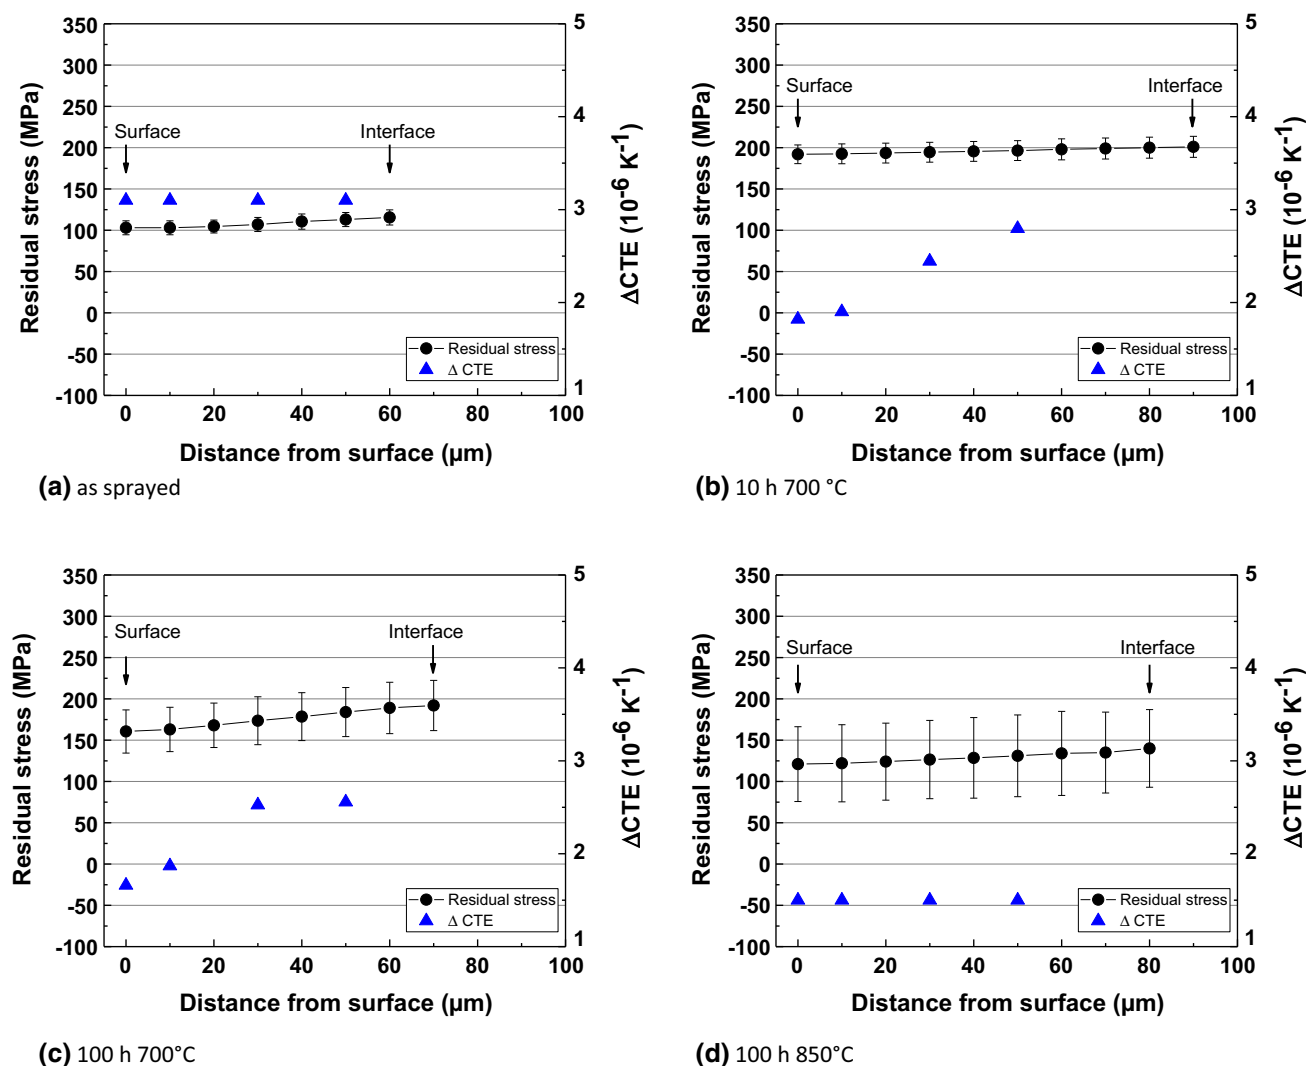 350
300
250
200
150
100
50
0
-50
-100
Residual stress (MPa)
5
4
3
2
1
ΔCTE (10-6 K-1)
Surface
Interface
Residual stress
Δ CTE
0 20 40 60 80 100
Distance from surface (µm)
(a) as sprayed
350
300
250
200
150
100
50
0
-50
-100
Residual stress (MPa)
5
4
3
2
1
ΔCTE (10-6 K-1)
Surface
Interface
Residual stress
Δ CTE
0 20 40 60 80 100
Distance from surface (µm)
(b) 10 h 700 °C
350
300
250
200
150
100
50
0
-50
-100
Residual stress (MPa)
5
4
3
2
1
ΔCTE (10-6 K-1)
Surface
Interface
Residual stress
Δ CTE
0 20 40 60 80 100
Distance from surface (µm)
(c) 100 h 700°C
350
300
250
200
150
100
50
0
-50
-100
Residual stress (MPa)
5
4
3
2
1
ΔCTE (10-6 K-1)
Surface
Interface
Residual stress
Δ CTE
0 20 40 60 80 100
Distance from surface (µm)
(d) 100 h 850°C